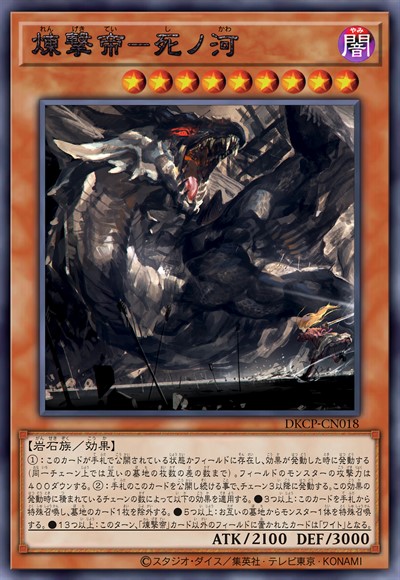 煉撃帝－死ノ河
れん げき てい し かわ
闇
やみ
DKCP-CN018
【岩石族／効果】
①：このカードが手札で公開されている状態かフィールドに存在し、効果が発動した時に発動する
（同一チェーン上では互いの墓地の枚数の差の数まで）。フィールドのモンスターの攻撃力は
４００ダウンする。②：手札のこのカードを公開し続ける事で、チェーン３以降に発動する。この効果の
発動時に積まれているチェーンの数によって以下の効果を適用する。●３つ以上：このカードを手札から
特殊召喚し、墓地のカード１枚を除外する。●５つ以上：お互いの墓地からモンスター１体を特殊召喚
する。●１３つ以上：このターン、「煉撃帝」カード以外のフィールドに置かれたカードは「ワイト」となる。
ATK/2100 DEF/3000
©スタジオ・ダイス／集英社・テレビ東京・KONAMI